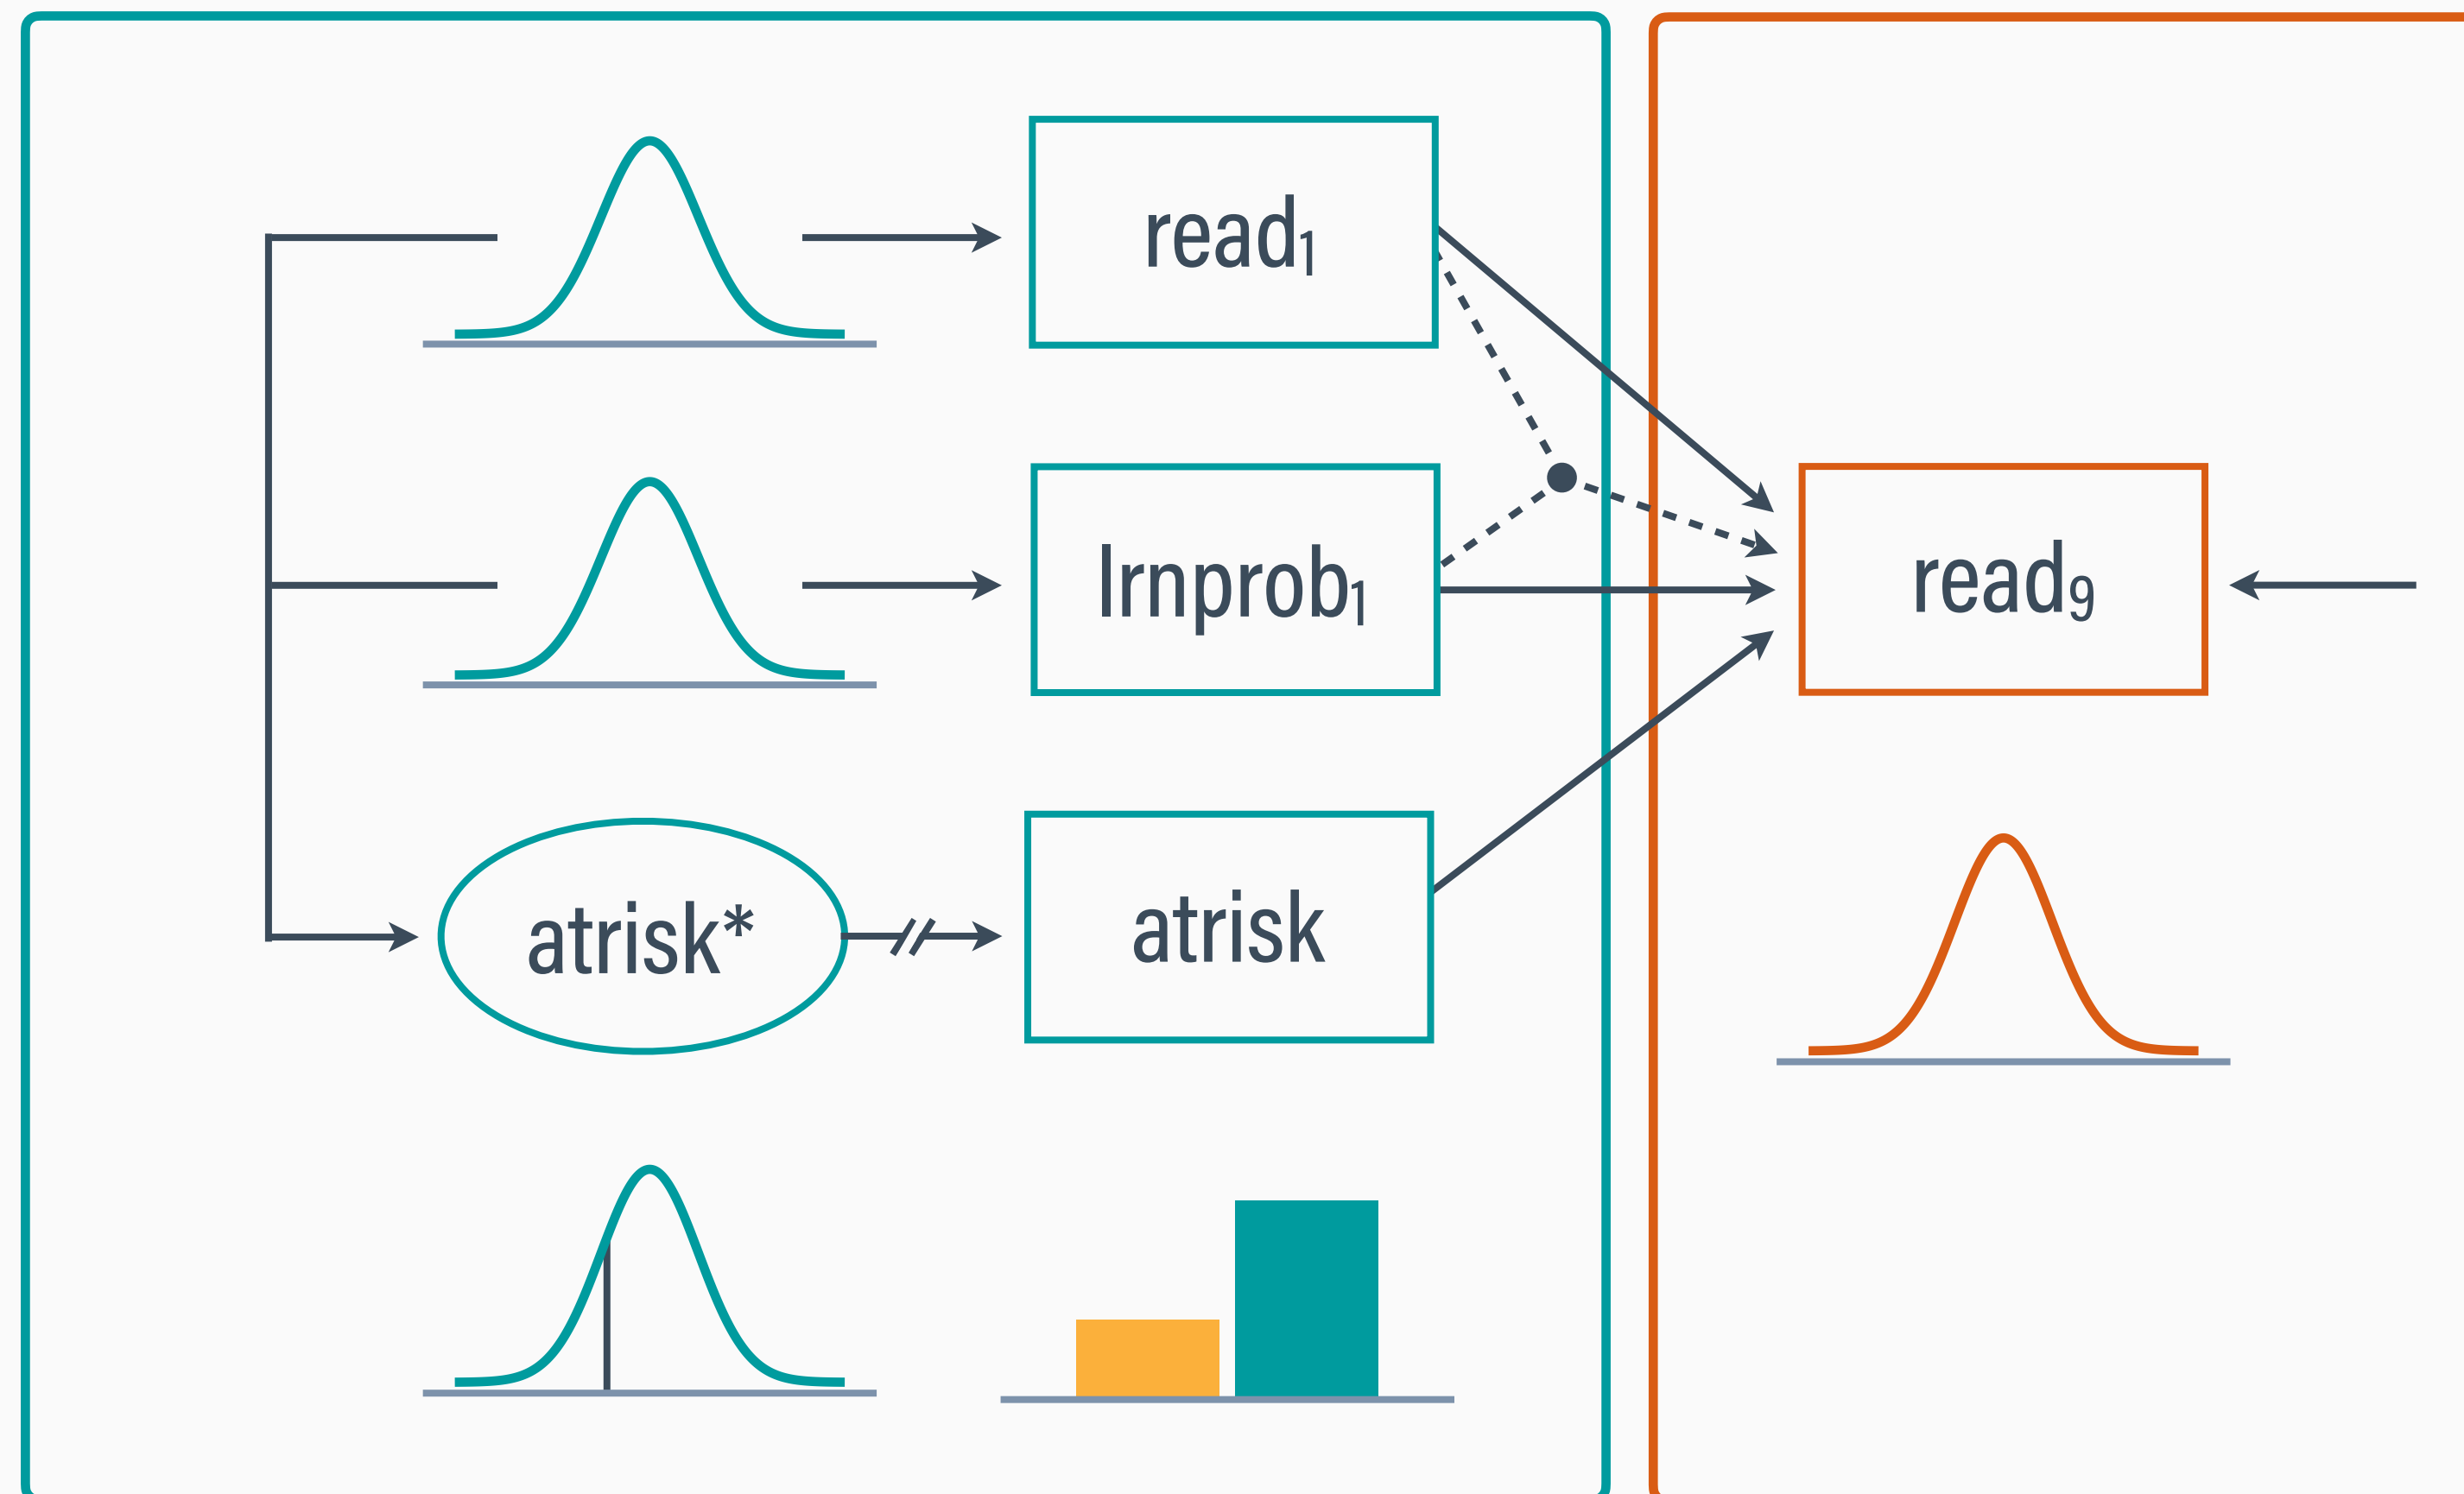 read₁
lrnprob₁
read₉
atrisk*
atrisk